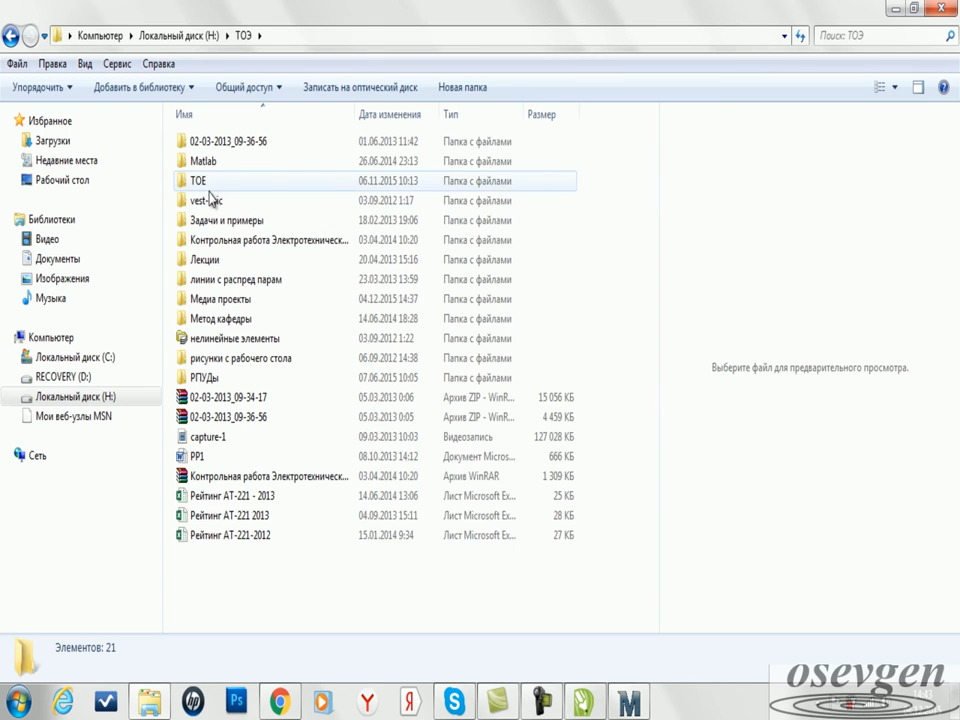 Компьютер Локальный диск (H:) ТОЭ Поиск: ТОЭ
Файл Правка Вид Сервис Справка
Упорядочить Добавить в библиотеку Общий доступ Записать на оптический диск Новая папка
Имя Дата изменения Тип Размер
Избранное
Загрузки
Недавние места
Рабочий стол
Библиотеки
Видео
Документы
Изображения
Музыка
Компьютер
Локальный диск (C:)
RECOVERY (D:)
Локальный диск (H:)
Мои веб-узлы MSN
Сеть
02-03-2013_09-36-56 01.06.2013 11:42 Папка с файлами
Matlab 26.06.2014 23:13 Папка с файлами
TOE 06.11.2015 10:13 Папка с файлами
03.09.2012 1:17 Папка с файлами
Задачи и примеры 18.02.2013 19:06 Папка с файлами
Контрольная работа Электротехническ... 03.04.2014 10:20 Папка с файлами
Лекции 20.04.2013 15:16 Папка с файлами
линии с распред парам 23.03.2013 13:59 Папка с файлами
Медиа проекты 04.12.2015 14:37 Папка с файлами
Метод кафедры 14.06.2014 18:28 Папка с файлами
нелинейные элементы 03.09.2012 1:22 Папка с файлами
рисунки с рабочего стола 06.09.2012 14:38 Папка с файлами
РПУДы 07.06.2015 10:05 Папка с файлами
02-03-2013_09-34-17 05.03.2013 0:06 Архив ZIP - WinR... 15 056 КБ
02-03-2013_09-36-56 05.03.2013 0:05 Архив ZIP - WinR... 4 459 КБ
capture-1 09.03.2013 10:03 Видеозапись 127 028 КБ
PP1 08.10.2013 14:12 Документ Micros... 666 КБ
Контрольная работа Электротехническ... 03.04.2014 10:20 Архив WinRAR 1 309 КБ
Рейтинг АТ-221 - 2013 14.06.2014 13:06 Лист Microsoft Ex... 25 КБ
Рейтинг АТ-221 2013 04.09.2013 15:11 Лист Microsoft Ex... 28 КБ
Рейтинг АТ-221-2012 15.01.2014 9:34 Лист Microsoft Ex... 27 КБ
Выберите файл для предварительного просмотра.
Элементов: 21
osevgen